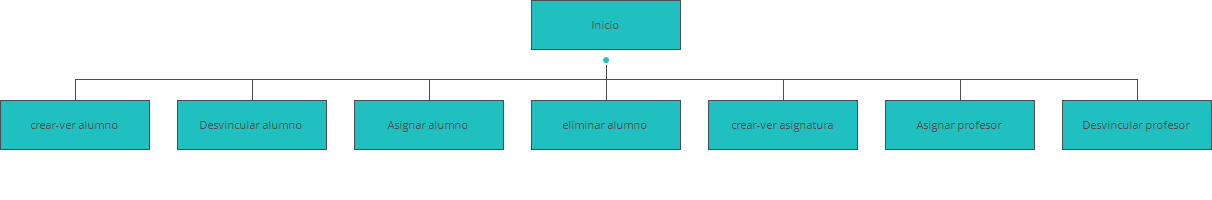 Inicio
crear-ver alumno
Desvincular alumno
Asignar alumno
eliminar alumno
crear-ver asignatura
Asignar profesor
Desvincular profesor